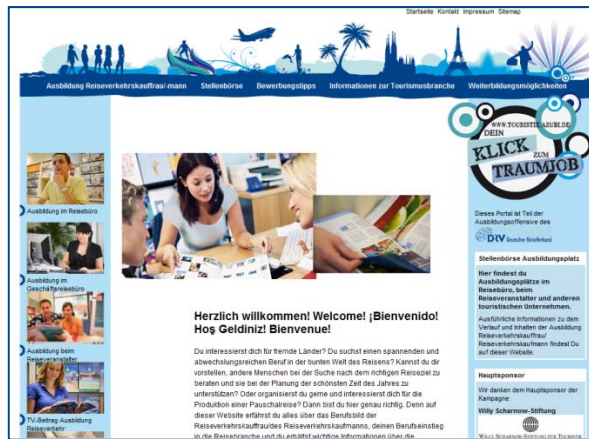 Startseite Kontakt Impressum Sitemap
Ausbildung Reiseverkehrskauffrau/-mann Stellenbörse Bewerbungstipps Informationen zur Tourismusbranche Weiterbildungsmöglichkeiten
WWW.TOURISTIK-AZUBI.DE
DEIN
KLICK
ZUM
TRAUMJOB
Ausbildung im Reisebüro
Ausbildung im
Geschäftsreisebüro
Ausbildung beim
Reiseveranstalter
TV-Beitrag Ausbildung
Reiseverkehr
Herzlich willkommen! Welcome! ¡Bienvenido!
Hoş Geldiniz! Bienvenue!
Du interessierst dich für fremde Länder? Du suchst einen spannenden und
abwechslungsreichen Beruf in der bunten Welt des Reisens? Kannst du dir
vorstellen, andere Menschen bei der Suche nach dem richtigen Reiseziel zu
beraten und sie bei der Planung der schönsten Zeit des Jahres zu
unterstützen? Oder organisierst du gerne und interessierst dich für die
Produktion einer Pauschalreise? Dann bist du hier genau richtig. Denn auf
dieser Website erfährst du alles über das Berufsbild der
Reiseverkehrskauffrau/des Reiseverkehrskaufmanns, deinen Berufseinstieg
in die Reisebranche und du erhältst wichtige Informationen über die
Dieses Portal ist Teil der
Ausbildungsoffensive des
DRV Deutscher ReiseVerband
Stellenbörse Ausbildungsplatz
Hier findest du
Ausbildungsplätze im
Reisebüro, beim
Reiseveranstalter und anderen
touristischen Unternehmen.
Ausführliche Informationen zu dem
Verlauf und Inhalten der Ausbildung
Reiseverkehrskauffrau/
Reiseverkehrskaufmann findest Du
auf dieser Website.
Hauptsponsor
Wir danken dem Hauptsponsor der
Kampagne:
Willy Scharnow-Stiftung
WILLY SCHARNOW-STIFTUNG FÜR TOURISTIK